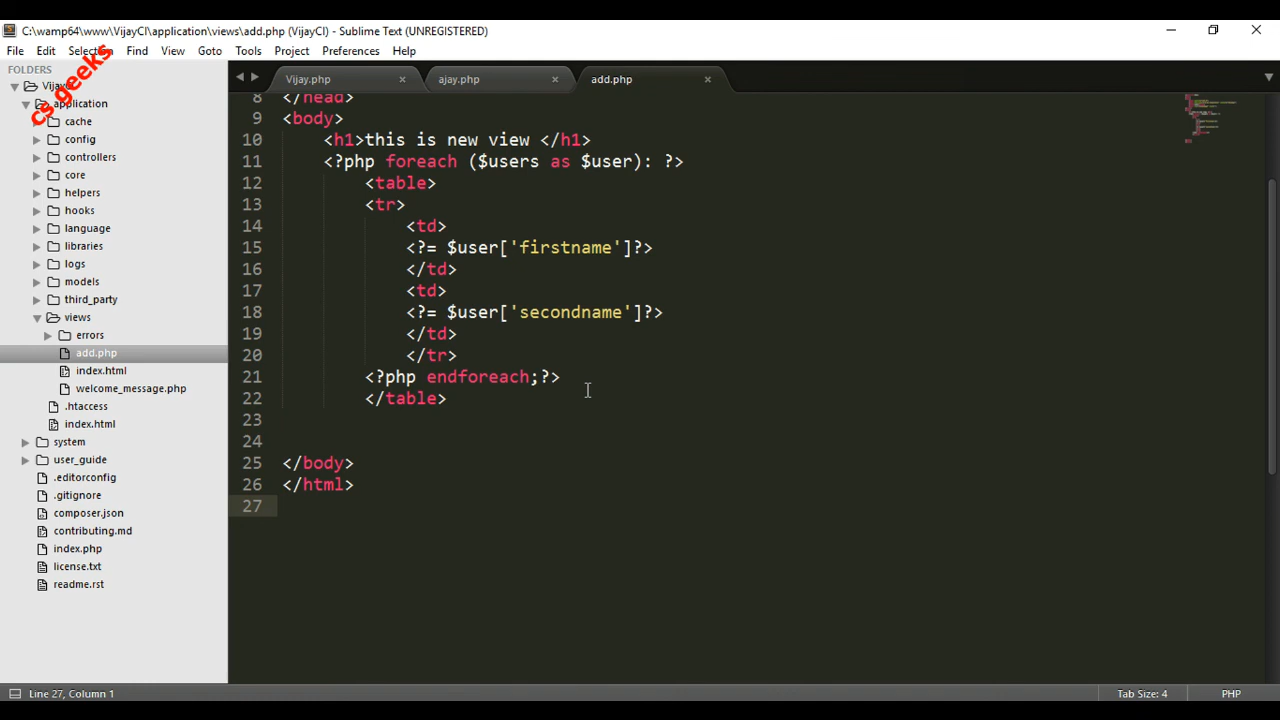 C:\wamp64\www\VijayCI\application\views\add.php (VijayCI) - Sublime Text (UNREGISTERED)
File Edit Selection Find View Goto Tools Project Preferences Help
FOLDERS
application
cache
config
controllers
core
helpers
hooks
language
libraries
logs
models
third_party
views
errors
add.php
index.html
welcome_message.php
.htaccess
index.html
system
user_guide
.editorconfig
.gitignore
composer.json
contributing.md
index.php
license.txt
readme.rst
cs geeks
Vijay.php ajay.php add.php
8 </head>
9 <body>
10 <h1>this is new view </h1>
11 <?php foreach ($users as $user): ?>
12 <table>
13 <tr>
14 <td>
15 <?= $user['firstname']?>
16 </td>
17 <td>
18 <?= $user['secondname']?>
19 </td>
20 </tr>
21 <?php endforeach;?>
22 </table>
23
24
25 </body>
26 </html>
27
Line 27, Column 1 Tab Size: 4 PHP